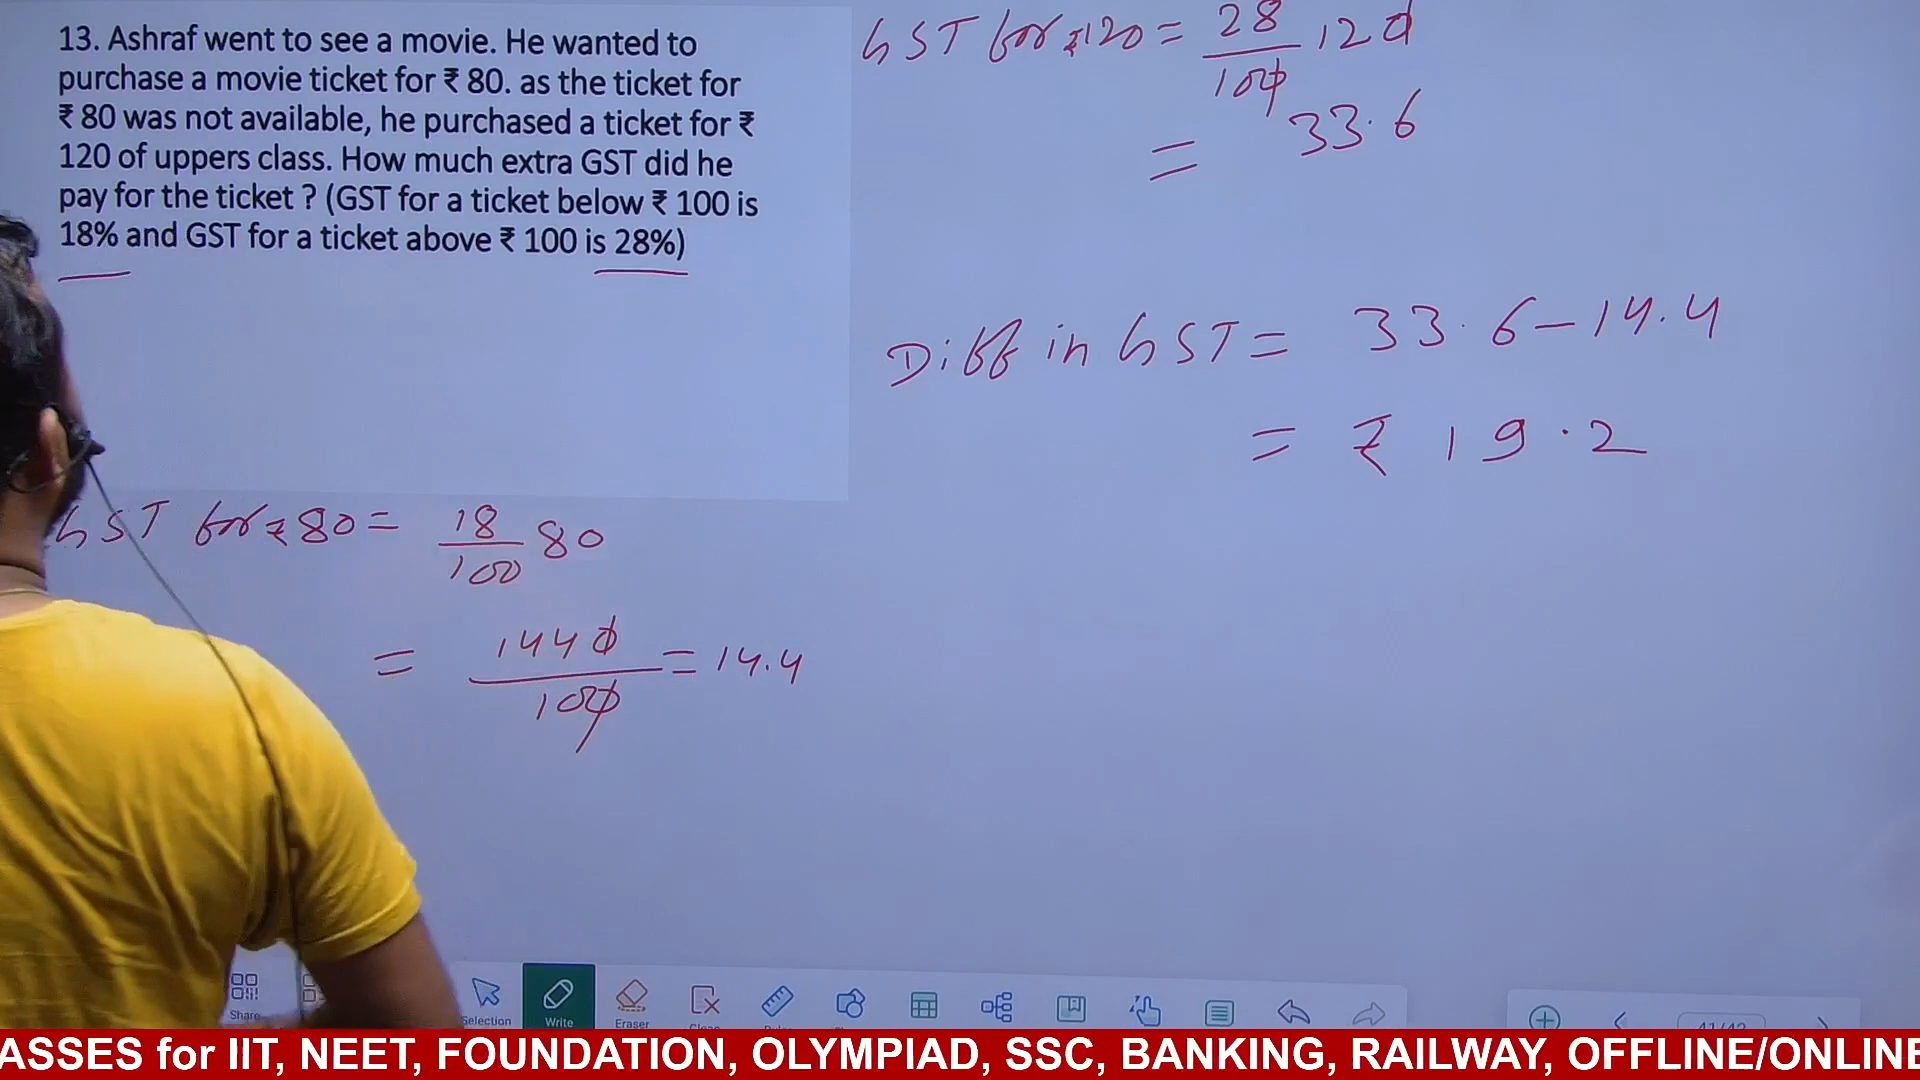 13. Ashraf went to see a movie. He wanted to
purchase a movie ticket for ₹ 80. as the ticket for
₹ 80 was not available, he purchased a ticket for ₹
120 of uppers class. How much extra GST did he
pay for the ticket ? (GST for a ticket below ₹ 100 is
18% and GST for a ticket above ₹ 100 is 28%)
GST for ₹ 80 = 18/100 80
= 1440/100 = 14.4
GST for ₹120 = 28/100 120
= 33.6
Diff in GST = 33.6 - 14.4
= ₹ 19.2
Share
Selection
Write
Eraser
41/42
ASSES for IIT, NEET, FOUNDATION, OLYMPIAD, SSC, BANKING, RAILWAY, OFFLINE/ONLINE